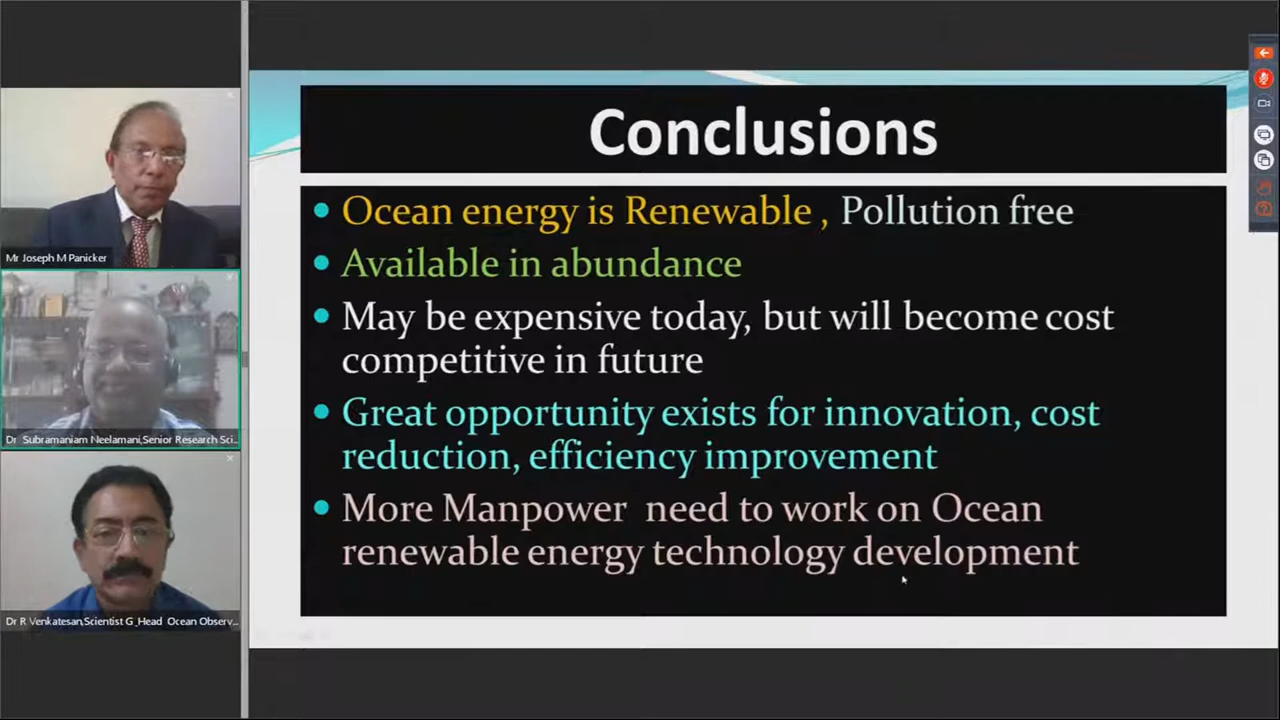 Mr Joseph M Panicker
Dr Subramaniam Neelamani,Senior Research Sci...
Dr R Venkatesan,Scientist G ,Head Ocean Observ...
Conclusions
• Ocean energy is Renewable , Pollution free
• Available in abundance
• May be expensive today, but will become cost
competitive in future
• Great opportunity exists for innovation, cost
reduction, efficiency improvement
• More Manpower need to work on Ocean
renewable energy technology development